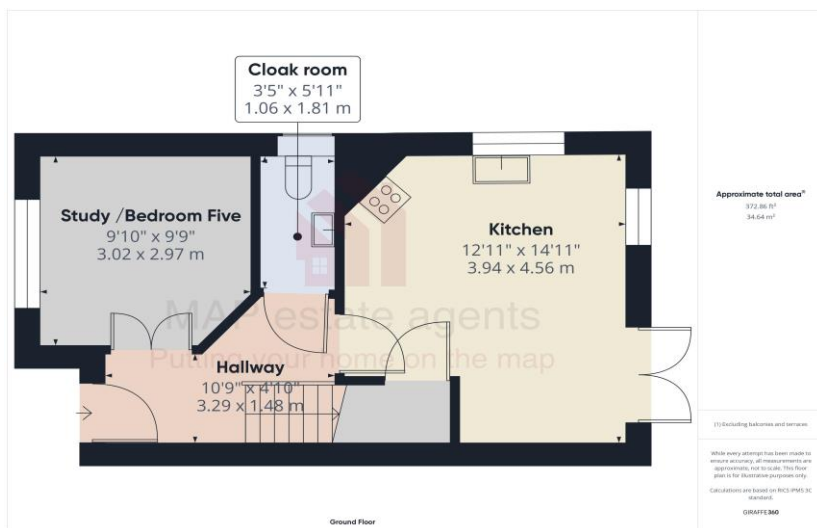 Cloak room
3'5" x 5'11"
1.06 x 1.81 m
Study /Bedroom Five
9'10" x 9'9"
3.02 x 2.97 m
Kitchen
12'11" x 14'11"
3.94 x 4.56 m
MAP estate agents
Putting your home on the map
Hallway
10'9" x 4'10"
3.29 x 1.48 m
Ground Floor
Approximate total area⁽¹⁾
372.86 ft²
34.64 m²
(1) Excluding balconies and terraces
While every attempt has been made to
ensure accuracy, all measurements are
approximate, not to scale. This floor
plan is for illustrative purposes only.
Calculations are based on RICS IPMS 3C
standard.
GIRAFFE360